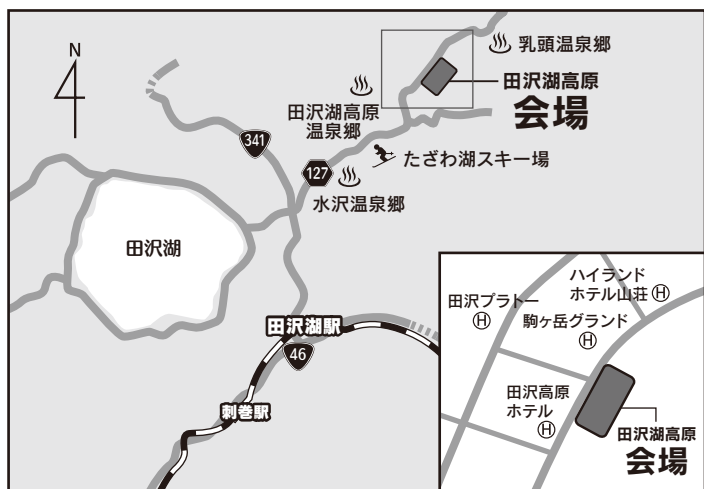 N
乳頭温泉郷
田沢湖高原
会場
田沢湖高原
温泉郷
341
127
たざわ湖スキー場
水沢温泉郷
田沢湖
田沢湖駅
46
刺巻駅
ハイランド
ホテル山荘 Ⓗ
田沢プラトー
Ⓗ
駒ヶ岳グランド
Ⓗ
田沢高原
ホテル
Ⓗ
田沢湖高原
会場